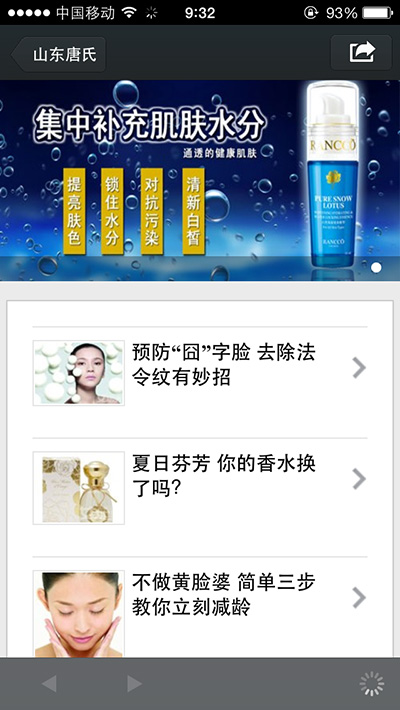 中国移动 9:32 93%
山东唐氏
集中补充肌肤水分
通透的健康肌肤
提亮肤色
锁住水分
对抗污染
清新白皙
RANCCÓ
PURE SNOW
LOTUS
RANCCÓ
预防“囧”字脸 去除法
令纹有妙招
夏日芬芳 你的香水换
了吗?
不做黄脸婆 简单三步
教你立刻减龄